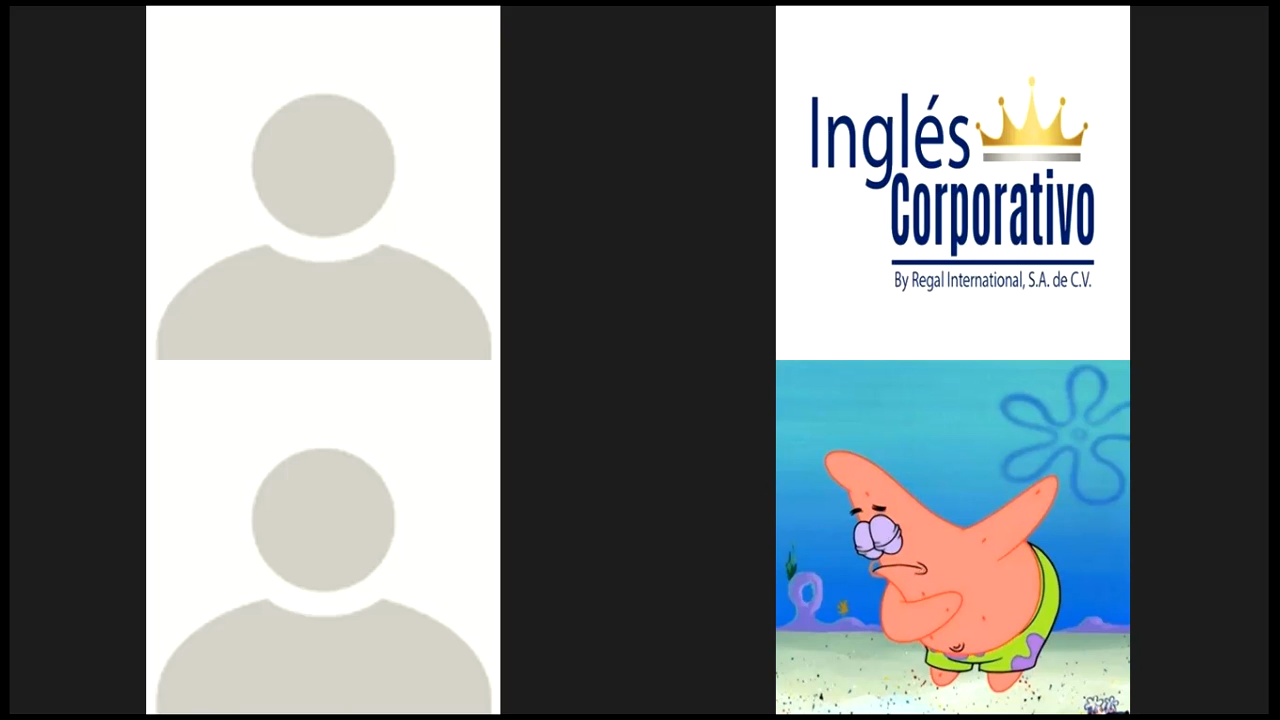 Inglés
Corporativo
By Regal International, S.A. de C.V.